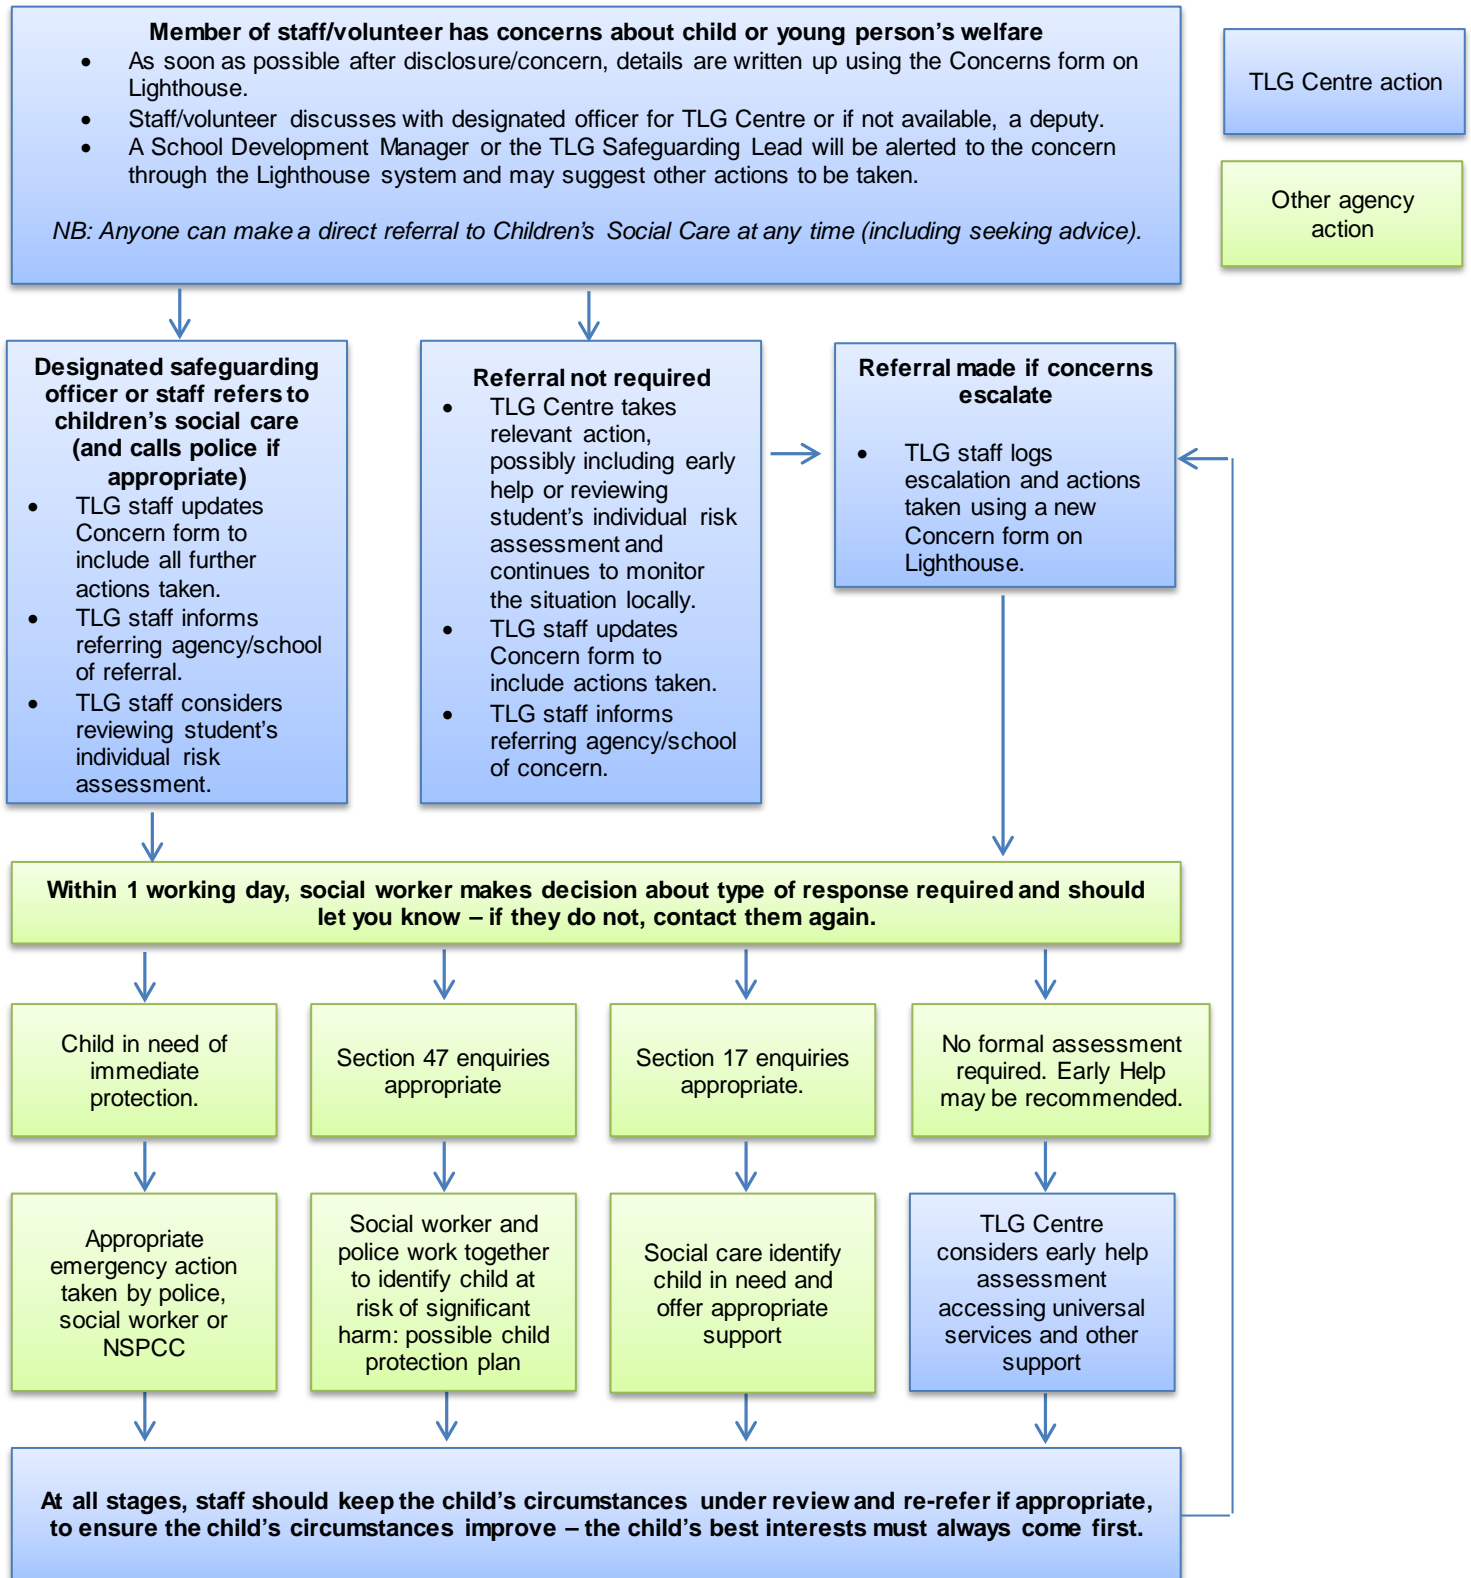 Member of staff/volunteer has concerns about child or young person's welfare
• As soon as possible after disclosure/concern, details are written up using the Concerns form on
Lighthouse.
• Staff/volunteer discusses with designated officer for TLG Centre or if not available, a deputy.
• A School Development Manager or the TLG Safeguarding Lead will be alerted to the concern
through the Lighthouse system and may suggest other actions to be taken.
NB: Anyone can make a direct referral to Children's Social Care at any time (including seeking advice).
TLG Centre action
Other agency
action
Designated safeguarding
officer or staff refers to
children's social care
(and calls police if
appropriate)
• TLG staff updates
Concern form to
include all further
actions taken.
• TLG staff informs
referring agency/school
of referral.
• TLG staff considers
reviewing student's
individual risk
assessment.
Referral not required
• TLG Centre takes
relevant action,
possibly including early
help or reviewing
student's individual risk
assessment and
continues to monitor
the situation locally.
• TLG staff updates
Concern form to
include actions taken.
• TLG staff informs
referring agency/school
of concern.
Referral made if concerns
escalate
• TLG staff logs
escalation and actions
taken using a new
Concern form on
Lighthouse.
Within 1 working day, social worker makes decision about type of response required and should
let you know – if they do not, contact them again.
Child in need of
immediate
protection.
Section 47 enquiries
appropriate
Section 17 enquiries
appropriate.
No formal assessment
required. Early Help
may be recommended.
Appropriate
emergency action
taken by police,
social worker or
NSPCC
Social worker and
police work together
to identify child at
risk of significant
harm: possible child
protection plan
Social care identify
child in need and
offer appropriate
support
TLG Centre
considers early help
assessment
accessing universal
services and other
support
At all stages, staff should keep the child's circumstances under review and re-refer if appropriate,
to ensure the child's circumstances improve – the child's best interests must always come first.